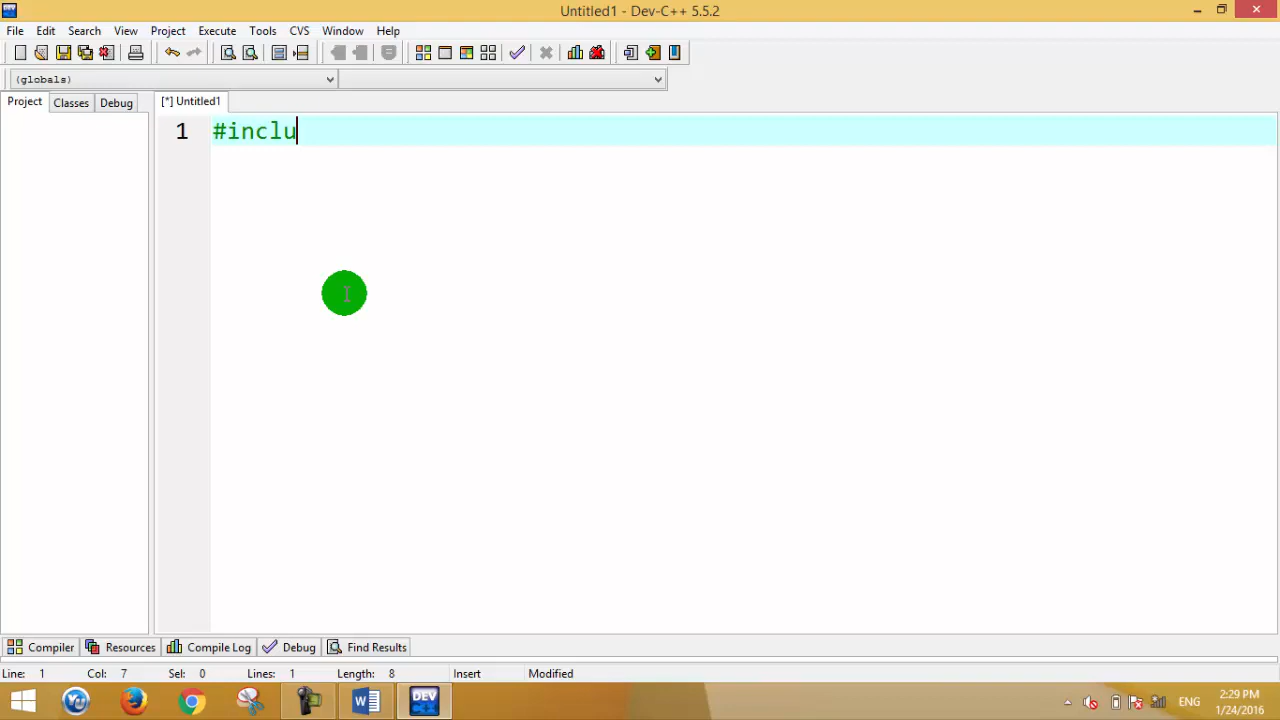 Untitled1 - Dev-C++ 5.5.2
File Edit Search View Project Execute Tools CVS Window Help
(globals)
Project Classes Debug [*] Untitled1
1 #inclu
Compiler Resources Compile Log Debug Find Results
Line: 1 Col: 7 Sel: 0 Lines: 1 Length: 8 Insert Modified
W DEV C++ ENG 2:29 PM
1/24/2016